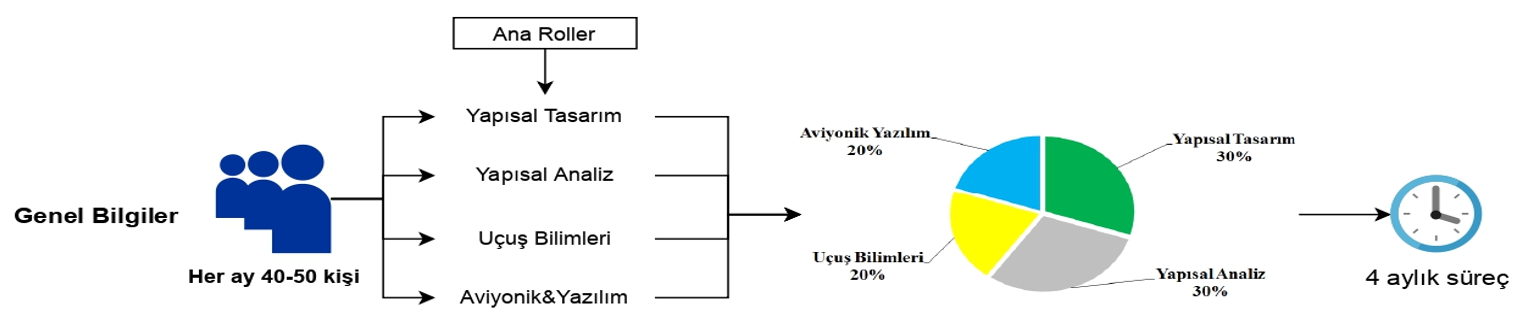 Ana Roller
Genel Bilgiler
Her ay 40-50 kişi
Yapısal Tasarım
Yapısal Analiz
Uçuş Bilimleri
Aviyonik&Yazılım
Aviyonik Yazılım
20%
Yapısal Tasarım
30%
Uçuş Bilimleri
20%
Yapısal Analiz
30%
4 aylık süreç